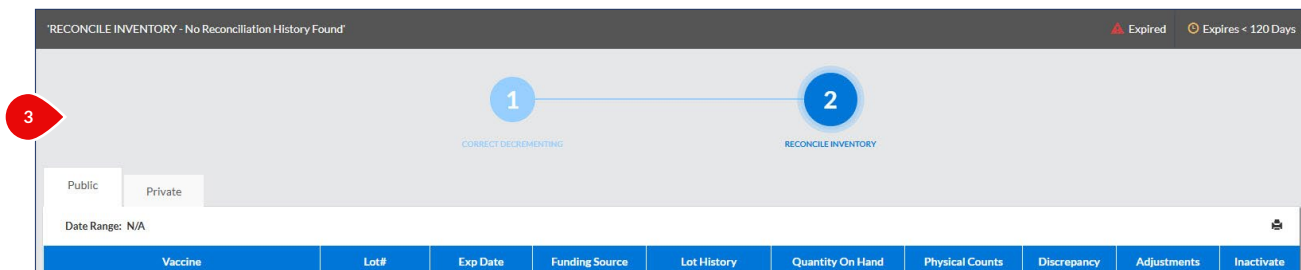 'RECONCILE INVENTORY - No Reconciliation History Found' Expired Expires < 120 Days
1 2
3
CORRECT DECREMENTING RECONCILE INVENTORY
Public Private
Date Range: N/A
Vaccine Lot# Exp Date Funding Source Lot History Quantity On Hand Physical Counts Discrepancy Adjustments Inactivate